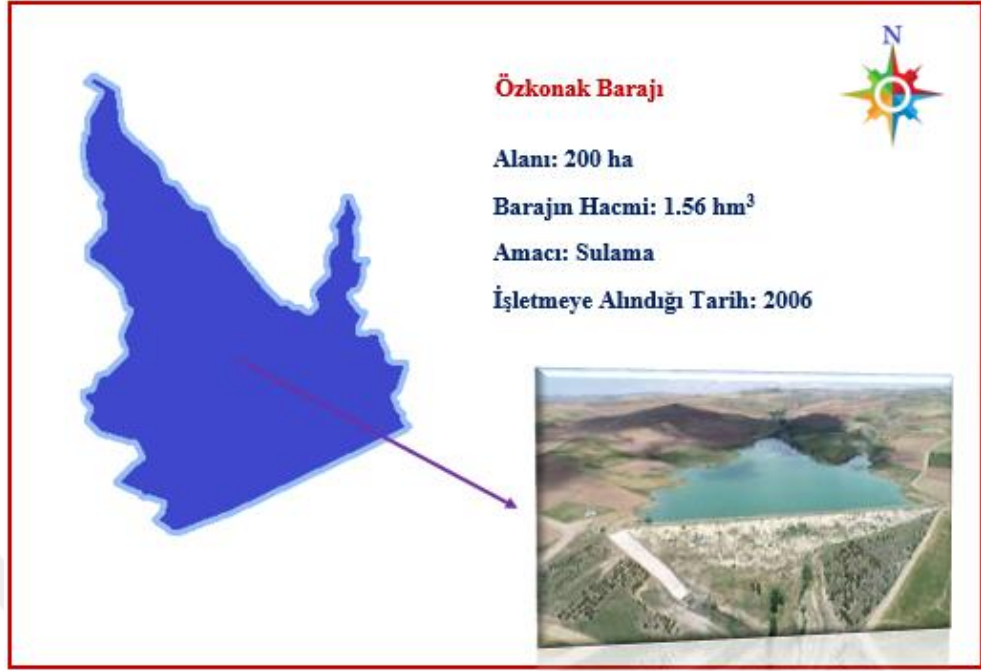 N
Özkonak Barajı
Alanı: 200 ha
Barajın Hacmi: 1.56 hm³
Amacı: Sulama
İşletmeye Alındığı Tarih: 2006